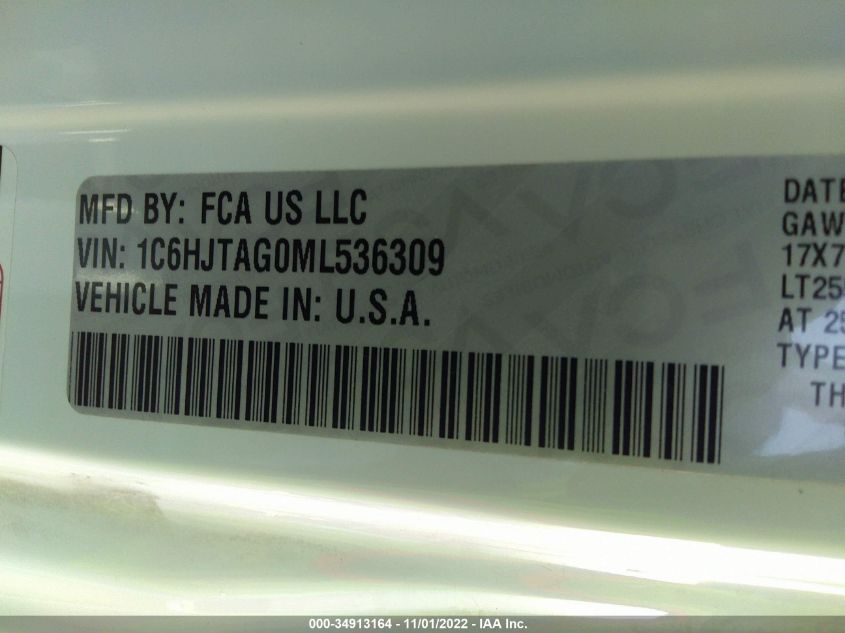 MFD BY: FCA US LLC
VIN: 1C6HJTAG0ML536309
VEHICLE MADE IN: U.S.A.
DATE
GAW
17X7
LT25
AT 25
TYPE
TH
000-34913164 - 11/01/2022 - IAA Inc.